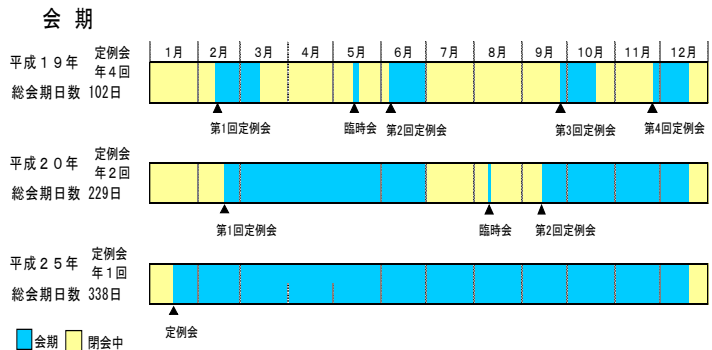 会 期
1月 2月 3月 4月 5月 6月 7月 8月 9月 10月 11月 12月
平成１９年 定例会
年４回
総会期日数 102日
第1回定例会 臨時会 第2回定例会 第3回定例会 第4回定例会
平成２０年 定例会
年２回
総会期日数 229日
第1回定例会 臨時会 第2回定例会
平成２５年 定例会
年１回
総会期日数 338日
定例会
会期 閉会中